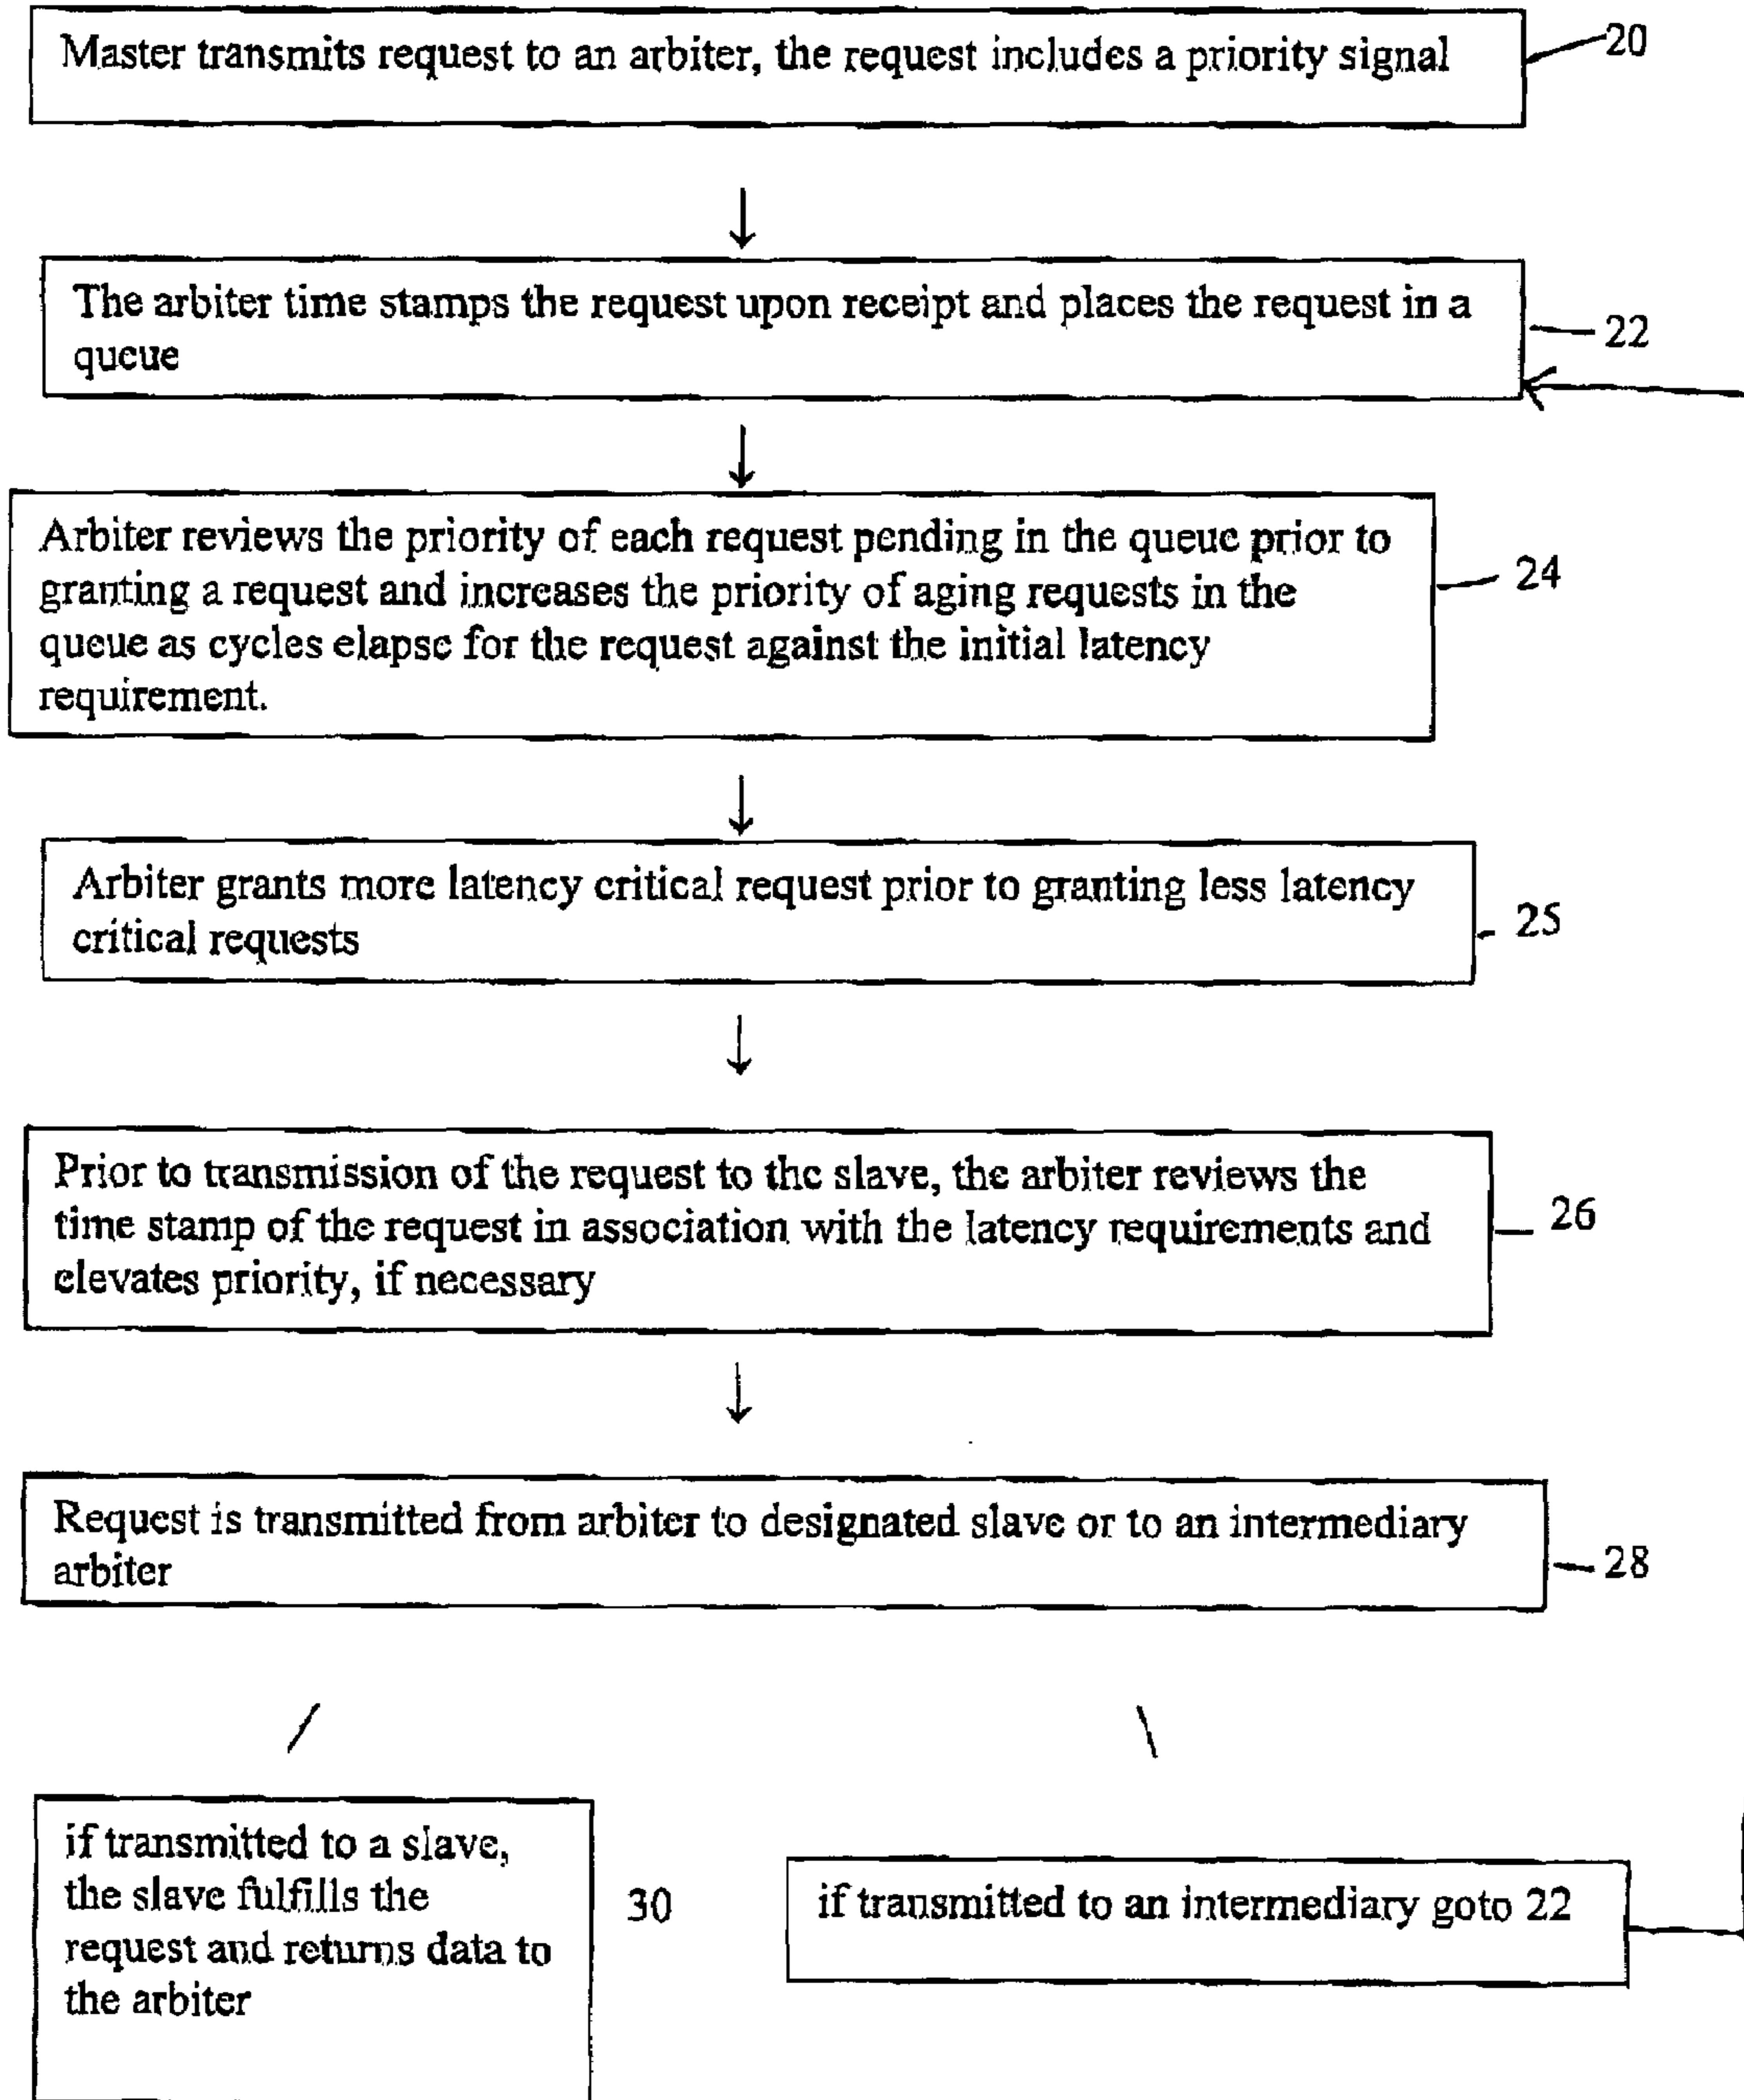 Master transmits request to an arbiter, the request includes a priority signal
20
The arbiter time stamps the request upon receipt and places the request in a
queue
22
Arbiter reviews the priority of each request pending in the queue prior to
granting a request and increases the priority of aging requests in the
queue as cycles elapse for the request against the initial latency
requirement.
24
Arbiter grants more latency critical request prior to granting less latency
critical requests
25
Prior to transmission of the request to the slave, the arbiter reviews the
time stamp of the request in association with the latency requirements and
elevates priority, if necessary
26
Request is transmitted from arbiter to designated slave or to an intermediary
arbiter
28
if transmitted to a slave,
the slave fulfills the
request and returns data to
the arbiter
30
if transmitted to an intermediary goto 22